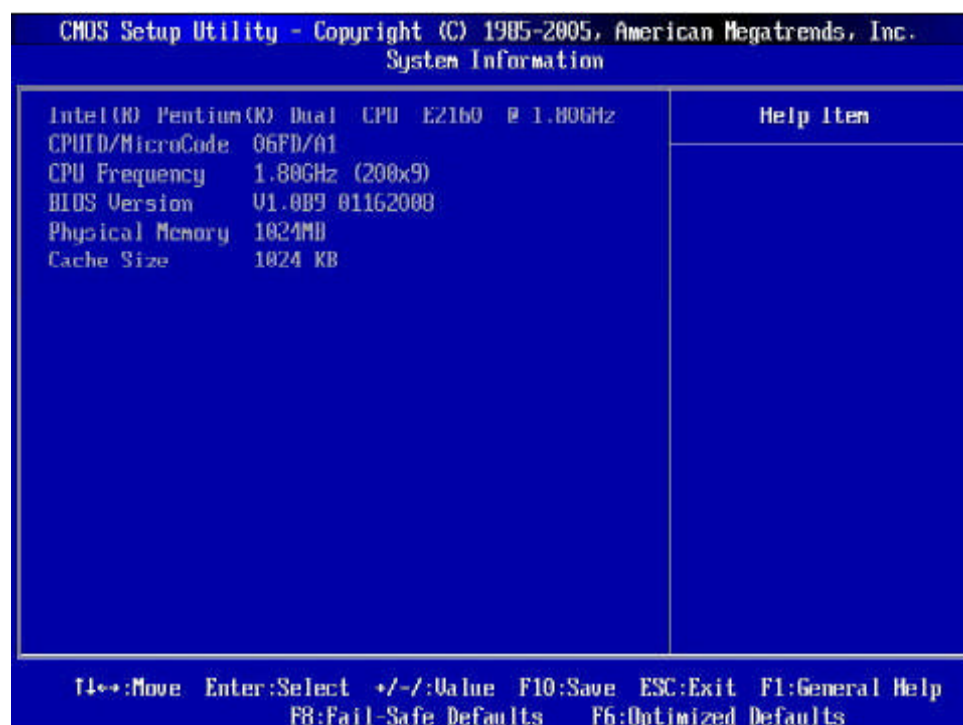 CMOS Setup Utility - Copyright (C) 1985-2005, American Megatrends, Inc.
System Information
Intel(R) Pentium(R) Dual CPU E2160 @ 1.80GHz
Help Item
CPUID/MicroCode 06FD/A1
CPU Frequency 1.80GHz (200x9)
BIOS Version V1.0B9 01162008
Physical Memory 1024MB
Cache Size 1024 KB
↑↓←→:Move Enter:Select +/-/:Value F10:Save ESC:Exit F1:General Help
F8:Fail-Safe Defaults F6:Optimized Defaults